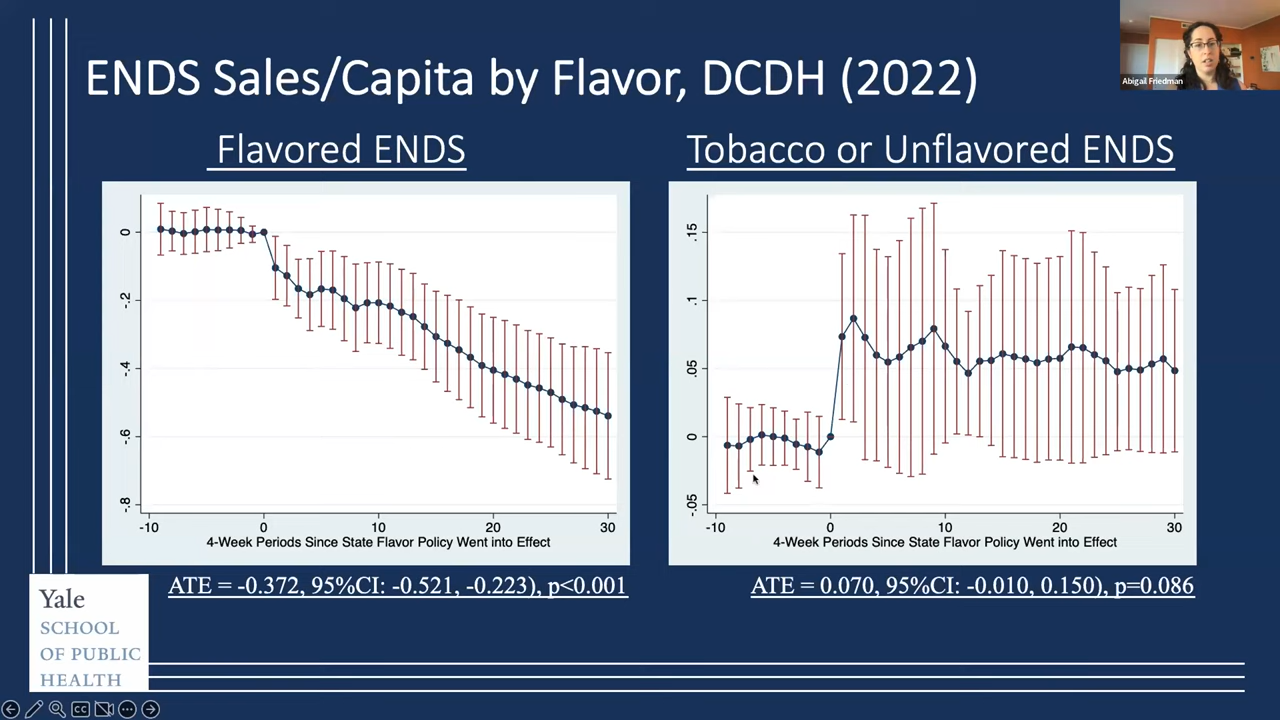 ENDS Sales/Capita by Flavor, DCDH (2022)
Abigail Friedman
Flavored ENDS
0
-.2
-.4
-.6
-.8
-10 0 10 20 30
4-Week Periods Since State Flavor Policy Went into Effect
ATE = -0.372, 95%CI: -0.521, -0.223), p<0.001
Tobacco or Unflavored ENDS
.15
.1
.05
0
-.05
-10 0 10 20 30
4-Week Periods Since State Flavor Policy Went into Effect
ATE = 0.070, 95%CI: -0.010, 0.150), p=0.086
Yale
SCHOOL
OF PUBLIC
HEALTH
CC